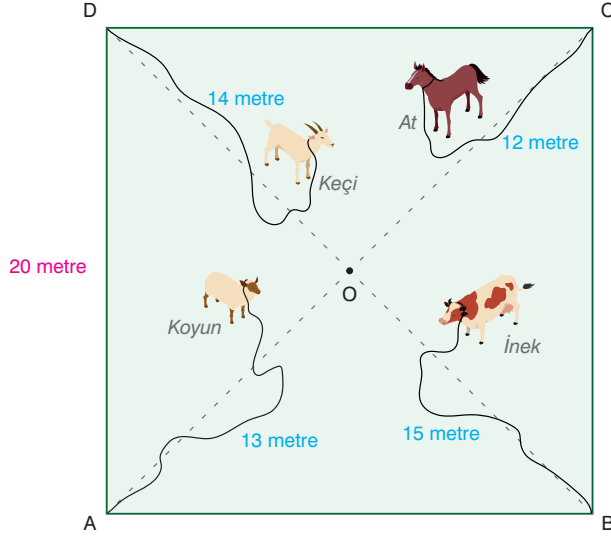 D
C
14 metre
At
12 metre
Keçi
20 metre
O
Koyun
İnek
13 metre
15 metre
A
B